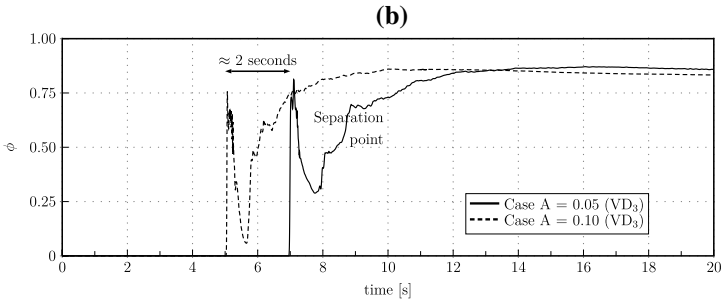 (b)
1.00
≈ 2 seconds
0.75
Separation
point
0.50
ϕ
0.25
Case A = 0.05 (VD₃)
Case A = 0.10 (VD₃)
0
0 2 4 6 8 10 12 14 16 18 20
time [s]